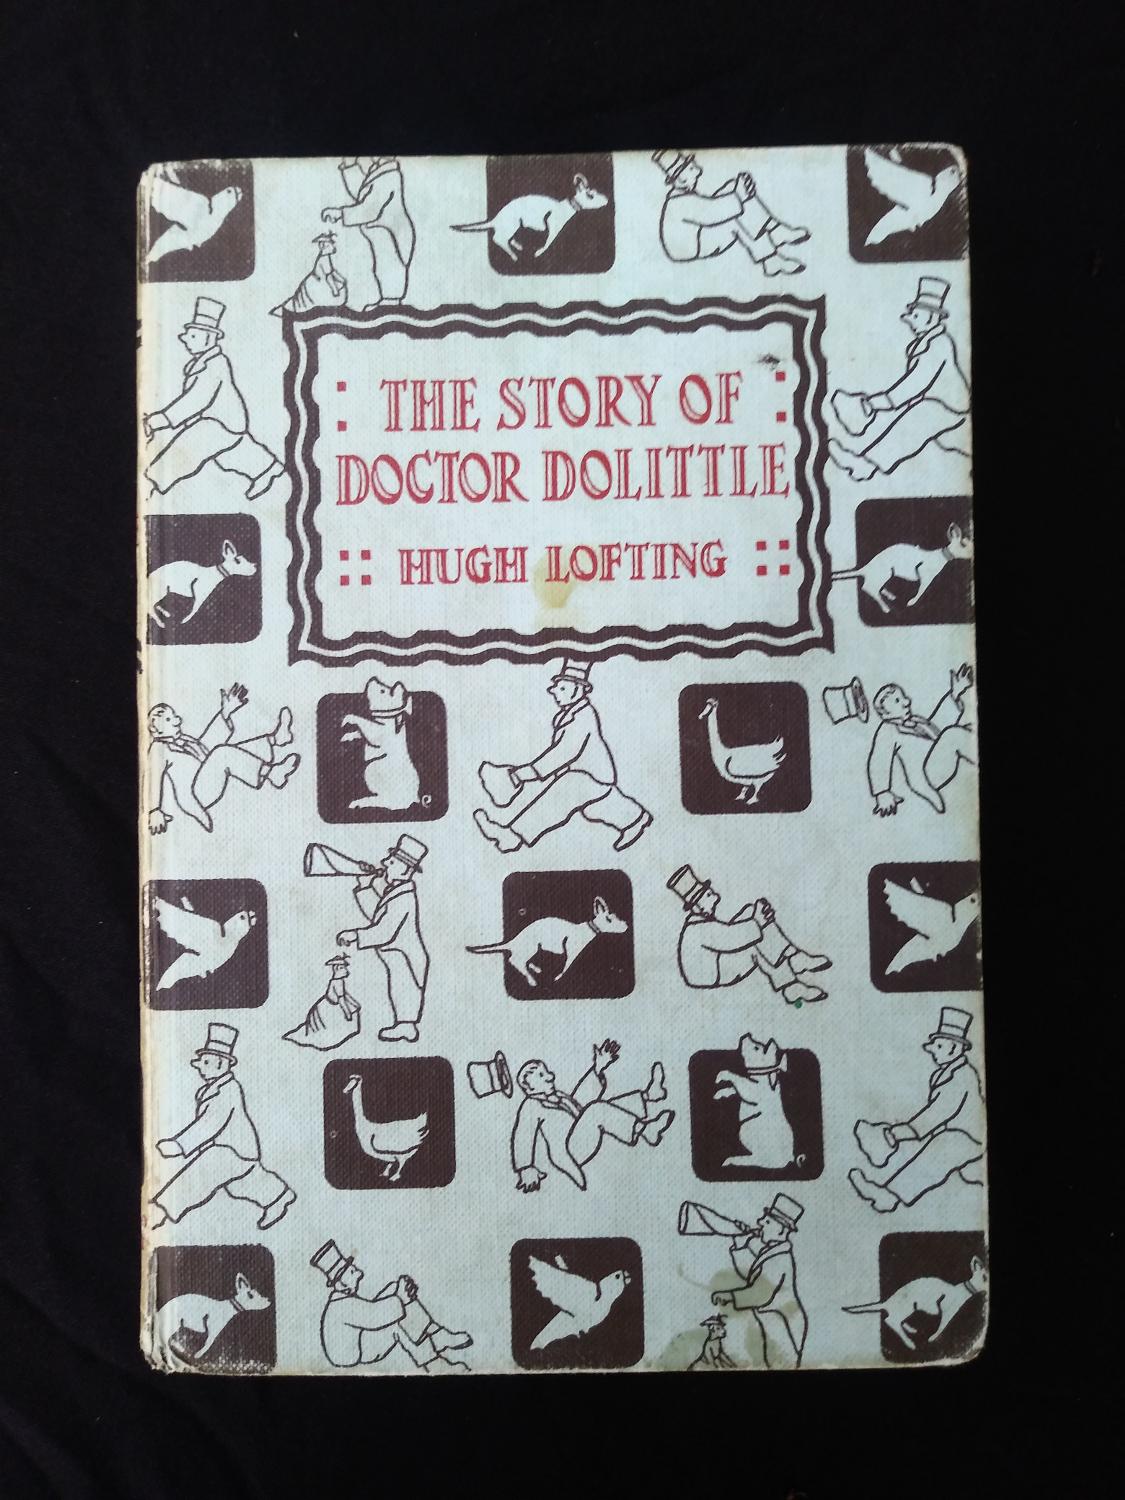 : THE STORY OF :
DOCTOR DOLITTLE
:: HUGH LOFTING ::